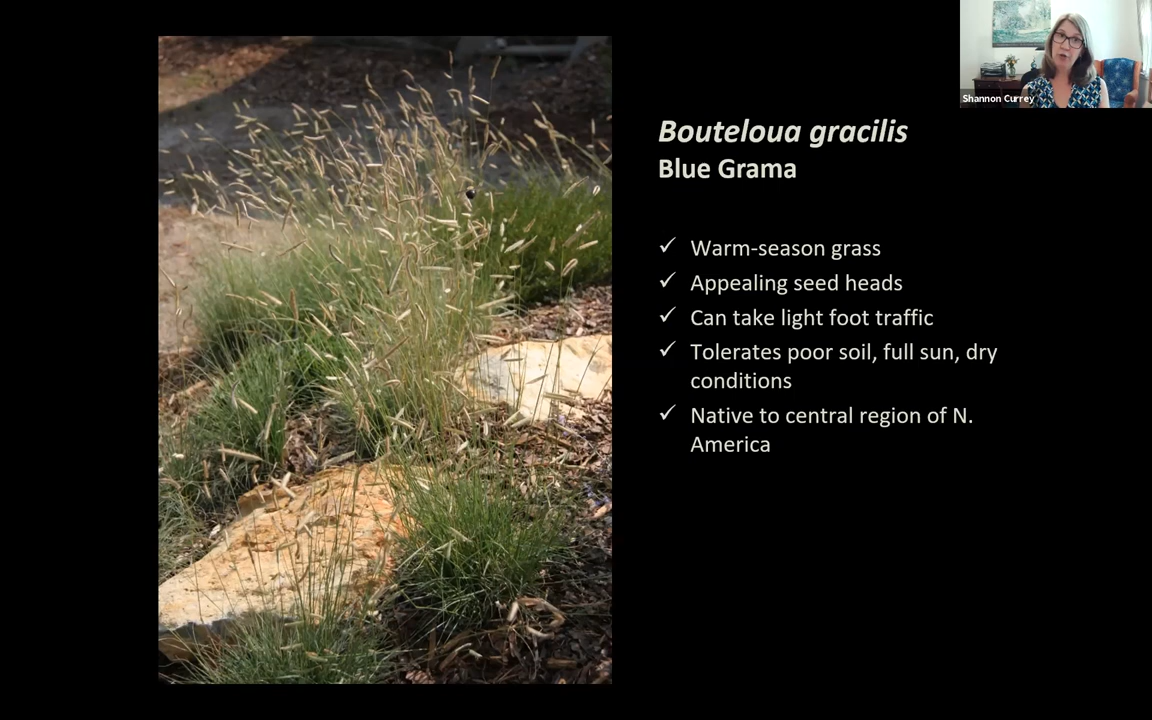 Shannon Currey
Bouteloua gracilis
Blue Grama
✓ Warm-season grass
✓ Appealing seed heads
✓ Can take light foot traffic
✓ Tolerates poor soil, full sun, dry
conditions
✓ Native to central region of N.
America